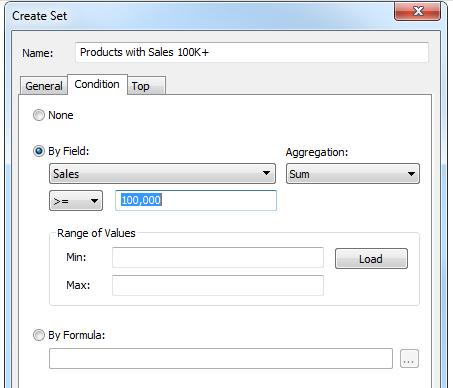 Create Set
Name: Products with Sales 100K+
General Condition Top
None
By Field: Aggregation:
Sales Sum
>= 100,000
Range of Values
Min: Load
Max:
By Formula:
...